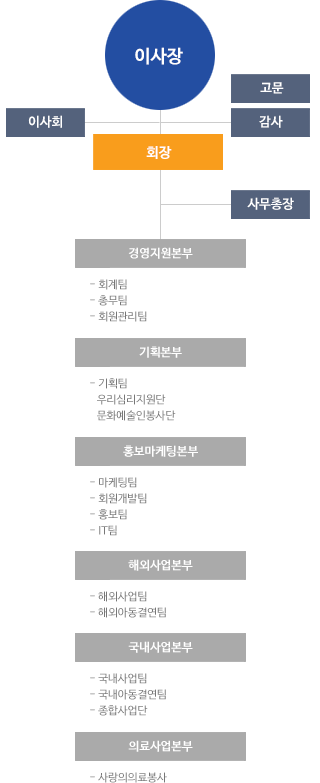 이사장
고문
이사회
감사
회장
사무총장
경영지원본부
- 회계팀
- 총무팀
- 회원관리팀
기획본부
- 기획팀
우리심리지원단
문화예술인봉사단
홍보마케팅본부
- 마케팅팀
- 회원개발팀
- 홍보팀
- IT팀
해외사업본부
- 해외사업팀
- 해외아동결연팀
국내사업본부
- 국내사업팀
- 국내아동결연팀
- 종합사업단
의료사업본부
- 사랑의의료봉사